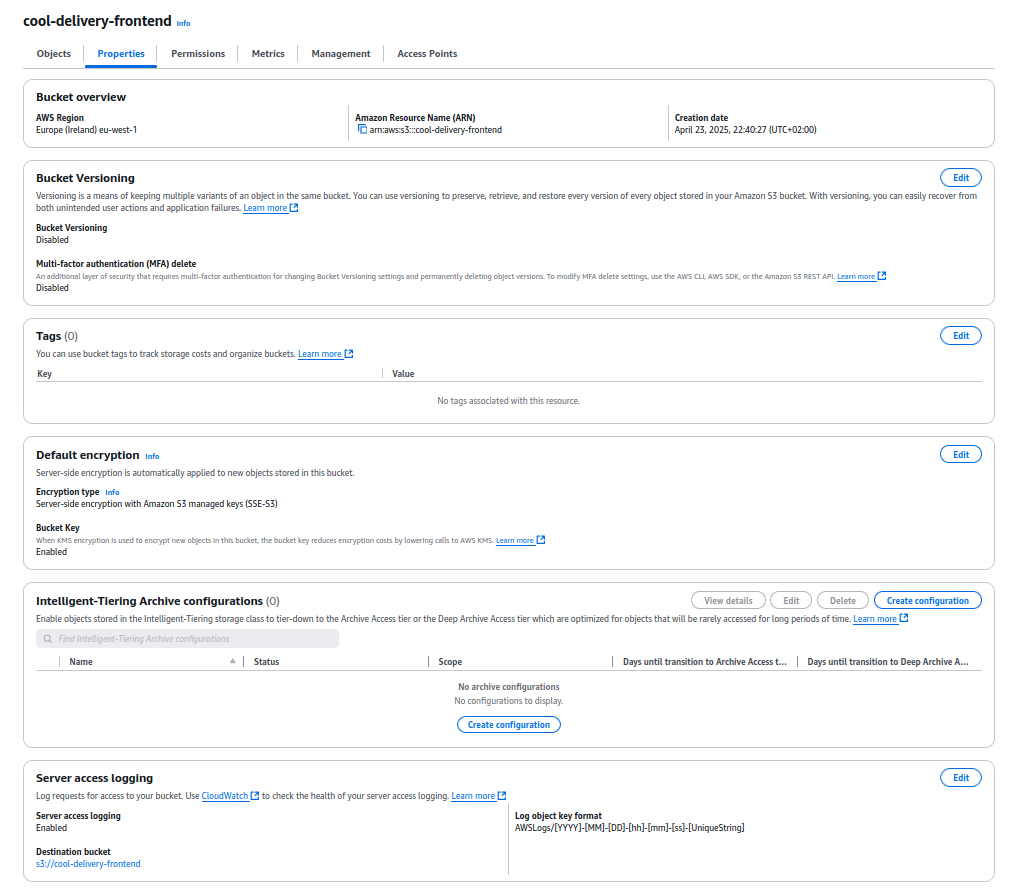 cool-delivery-frontend Info
Objects Properties Permissions Metrics Management Access Points
Bucket overview
AWS Region Amazon Resource Name (ARN) Creation date
Europe (Ireland) eu-west-1 arn:aws:s3:::cool-delivery-frontend April 23, 2025, 22:40:27 (UTC+02:00)
Bucket Versioning Edit
Versioning is a means of keeping multiple variants of an object in the same bucket. You can use versioning to preserve, retrieve, and restore every version of every object stored in your Amazon S3 bucket. With versioning, you can easily recover from
both unintended user actions and application failures. Learn more
Bucket Versioning
Disabled
Multi-factor authentication (MFA) delete
An additional layer of security that requires multi-factor authentication for changing Bucket Versioning settings and permanently deleting object versions. To modify MFA delete settings, use the AWS CLI, AWS SDK, or the Amazon S3 REST API. Learn more
Disabled
Tags (0) Edit
You can use bucket tags to track storage costs and organize buckets. Learn more
Key Value
No tags associated with this resource.
Default encryption Info Edit
Server-side encryption is automatically applied to new objects stored in this bucket.
Encryption type Info
Server-side encryption with Amazon S3 managed keys (SSE-S3)
Bucket Key
When KMS encryption is used to encrypt new objects in this bucket, the bucket key reduces encryption costs by lowering calls to AWS KMS. Learn more
Enabled
Intelligent-Tiering Archive configurations (0) View details Edit Delete Create configuration
Enable objects stored in the Intelligent-Tiering storage class to tier-down to the Archive Access tier or the Deep Archive Access tier which are optimized for objects that will be rarely accessed for long periods of time. Learn more
Find Intelligent-Tiering Archive configurations
Name Status Scope Days until transition to Archive Access t... Days until transition to Deep Archive A...
No archive configurations
No configurations to display.
Create configuration
Server access logging Edit
Log requests for access to your bucket. Use CloudWatch to check the health of your server access logging. Learn more
Server access logging Log object key format
Enabled AWSLogs/[YYYY]-[MM]-[DD]-[hh]-[mm]-[ss]-[UniqueString]
Destination bucket
s3://cool-delivery-frontend